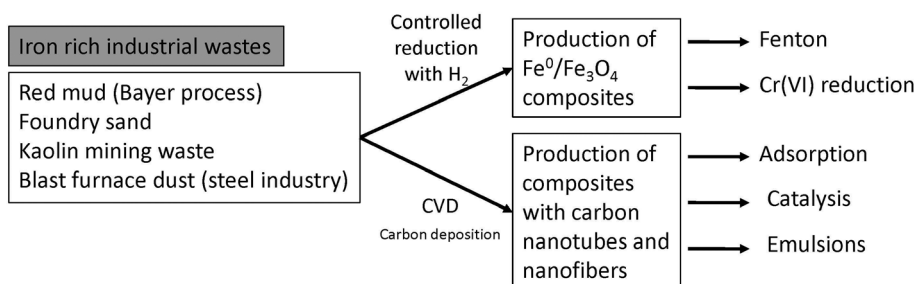 Iron rich industrial wastes
Red mud (Bayer process)
Foundry sand
Kaolin mining waste
Blast furnace dust (steel industry)
Controlled
reduction
with H₂
CVD
Carbon deposition
Production of
Fe⁰/Fe₃O₄
composites
Fenton
Cr(VI) reduction
Production of
composites
with carbon
nanotubes and
nanofibers
Adsorption
Catalysis
Emulsions